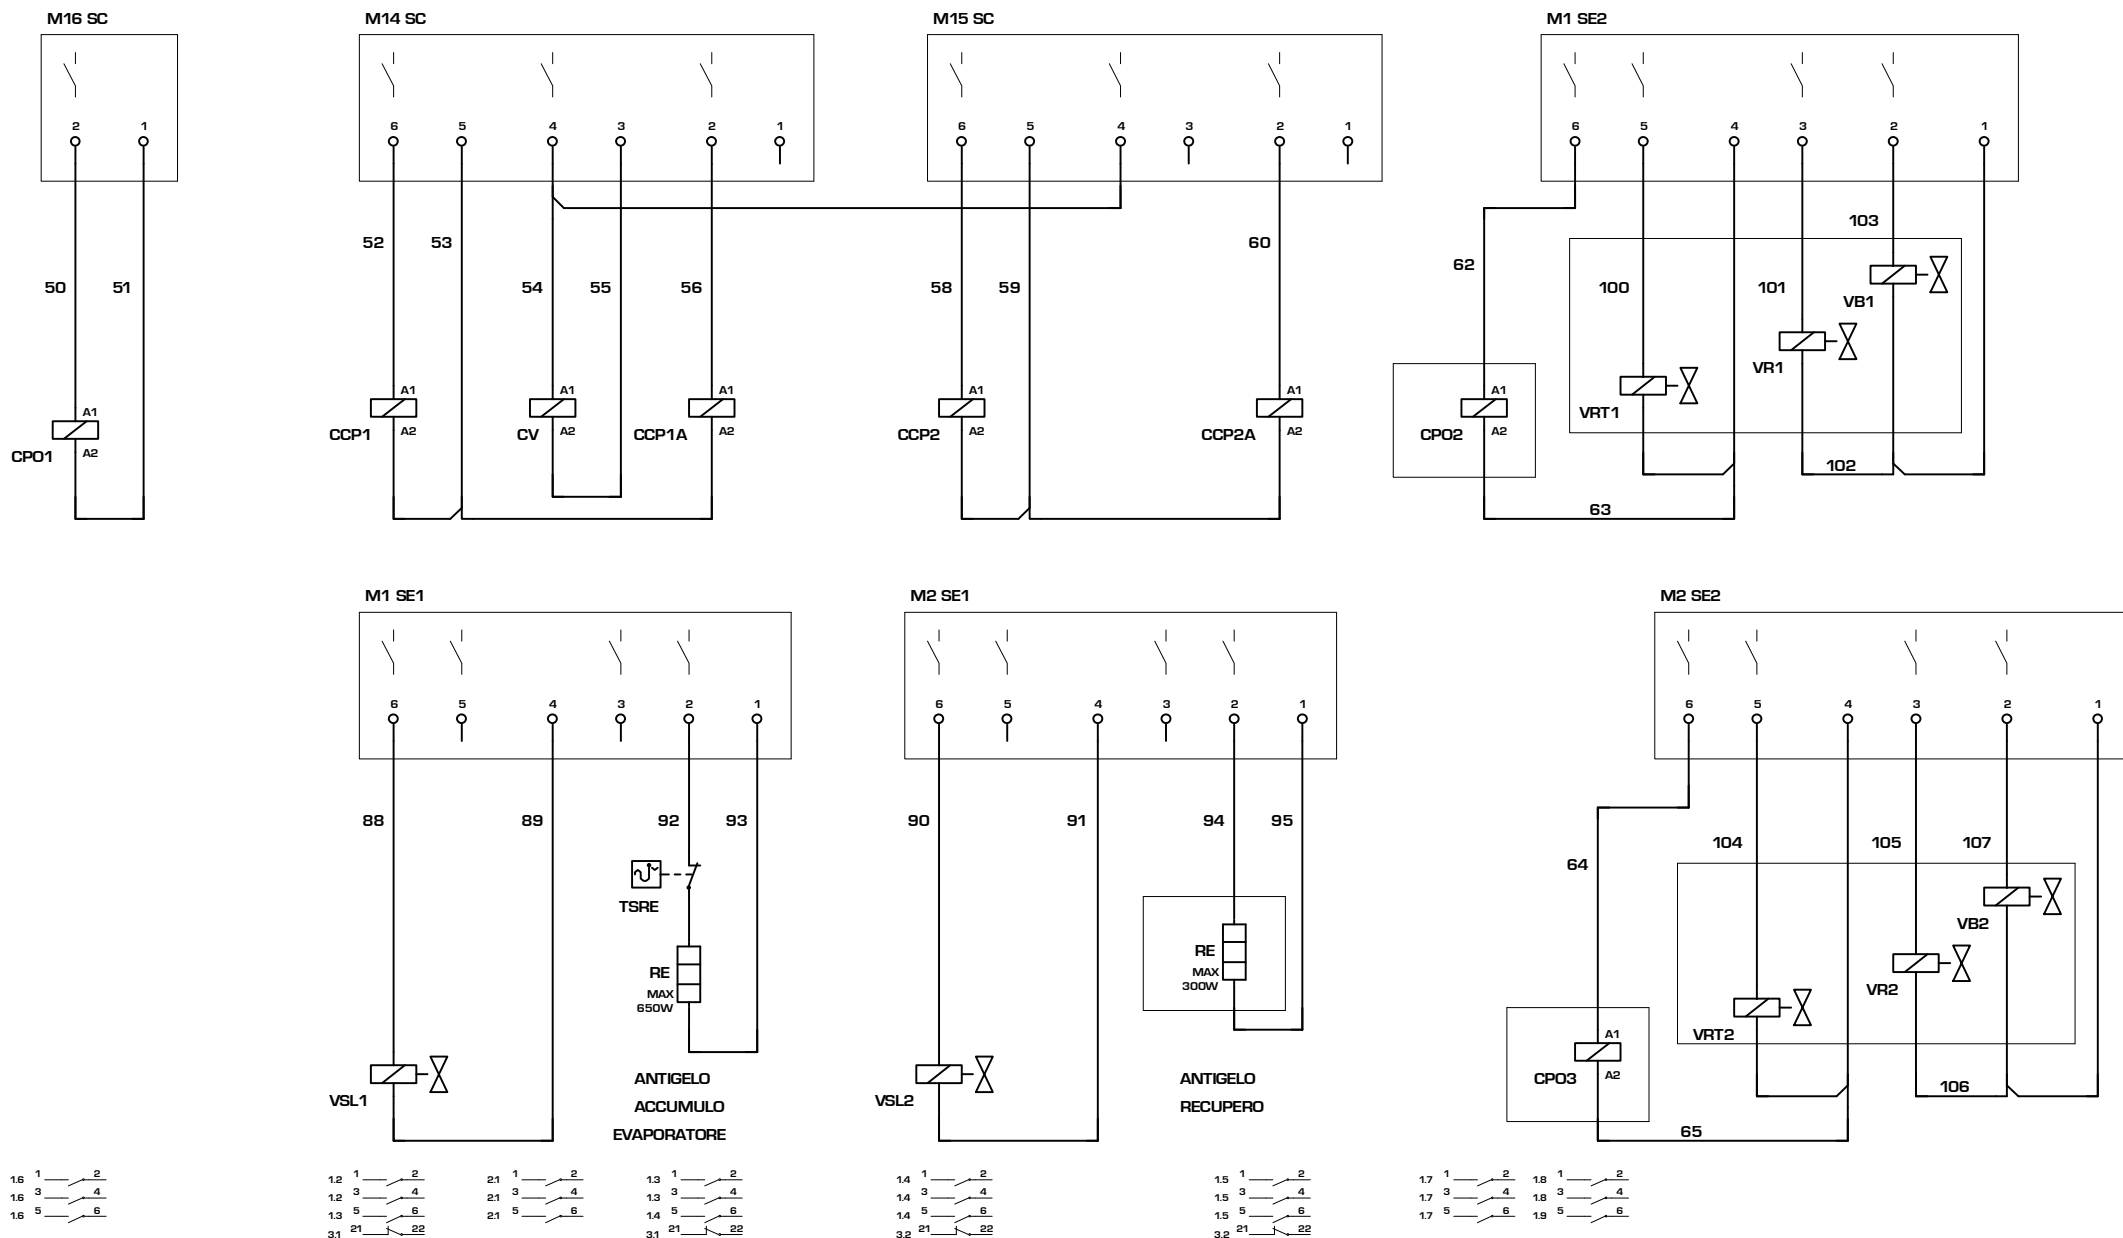 M16 SC M14 SC M15 SC M1 SE2
2 1 6 5 4 3 2 1 6 5 4 3 2 1 6 5 4 3 2 1
103
52 53 60
62
50 51 54 55 56 58 59 100 101
VB1
VR1
A1 A1 A1 A1 A1 A1
VRT1
A1
CCP1 A2 CV A2 CCP1A A2 CCP2 A2 CCP2A A2 CPO2 A2
CPO1 A2
102
63
M1 SE1 M2 SE1 M2 SE2
6 5 4 3 2 1 6 5 4 3 2 1 6 5 4 3 2 1
88 89 92 93 90 91 94 95
104 105 107
64
TSRE
VB2
RE
RE
MAX
300W
MAX
650W
VR2
VRT2
A1
CPO3 A2
ANTIGELO ANTIGELO
106
VSL1 VSL2
ACCUMULO RECUPERO
EVAPORATORE
65
1.6 1 2 1.2 1 2 2.1 1 2 1.3 1 2 1.4 1 2 1.5 1 2 1.7 1 2 1.8 1 2
1.6 3 4 1.2 3 4 2.1 3 4 1.3 3 4 1.4 3 4 1.5 3 4 1.7 3 4 1.8 3 4
1.6 5 6 1.3 5 6 2.1 5 6 1.4 5 6 1.4 5 6 1.5 5 6 1.7 5 6 1.9 5 6
3.1 21 22 3.1 21 22 3.2 21 22 3.2 21 22